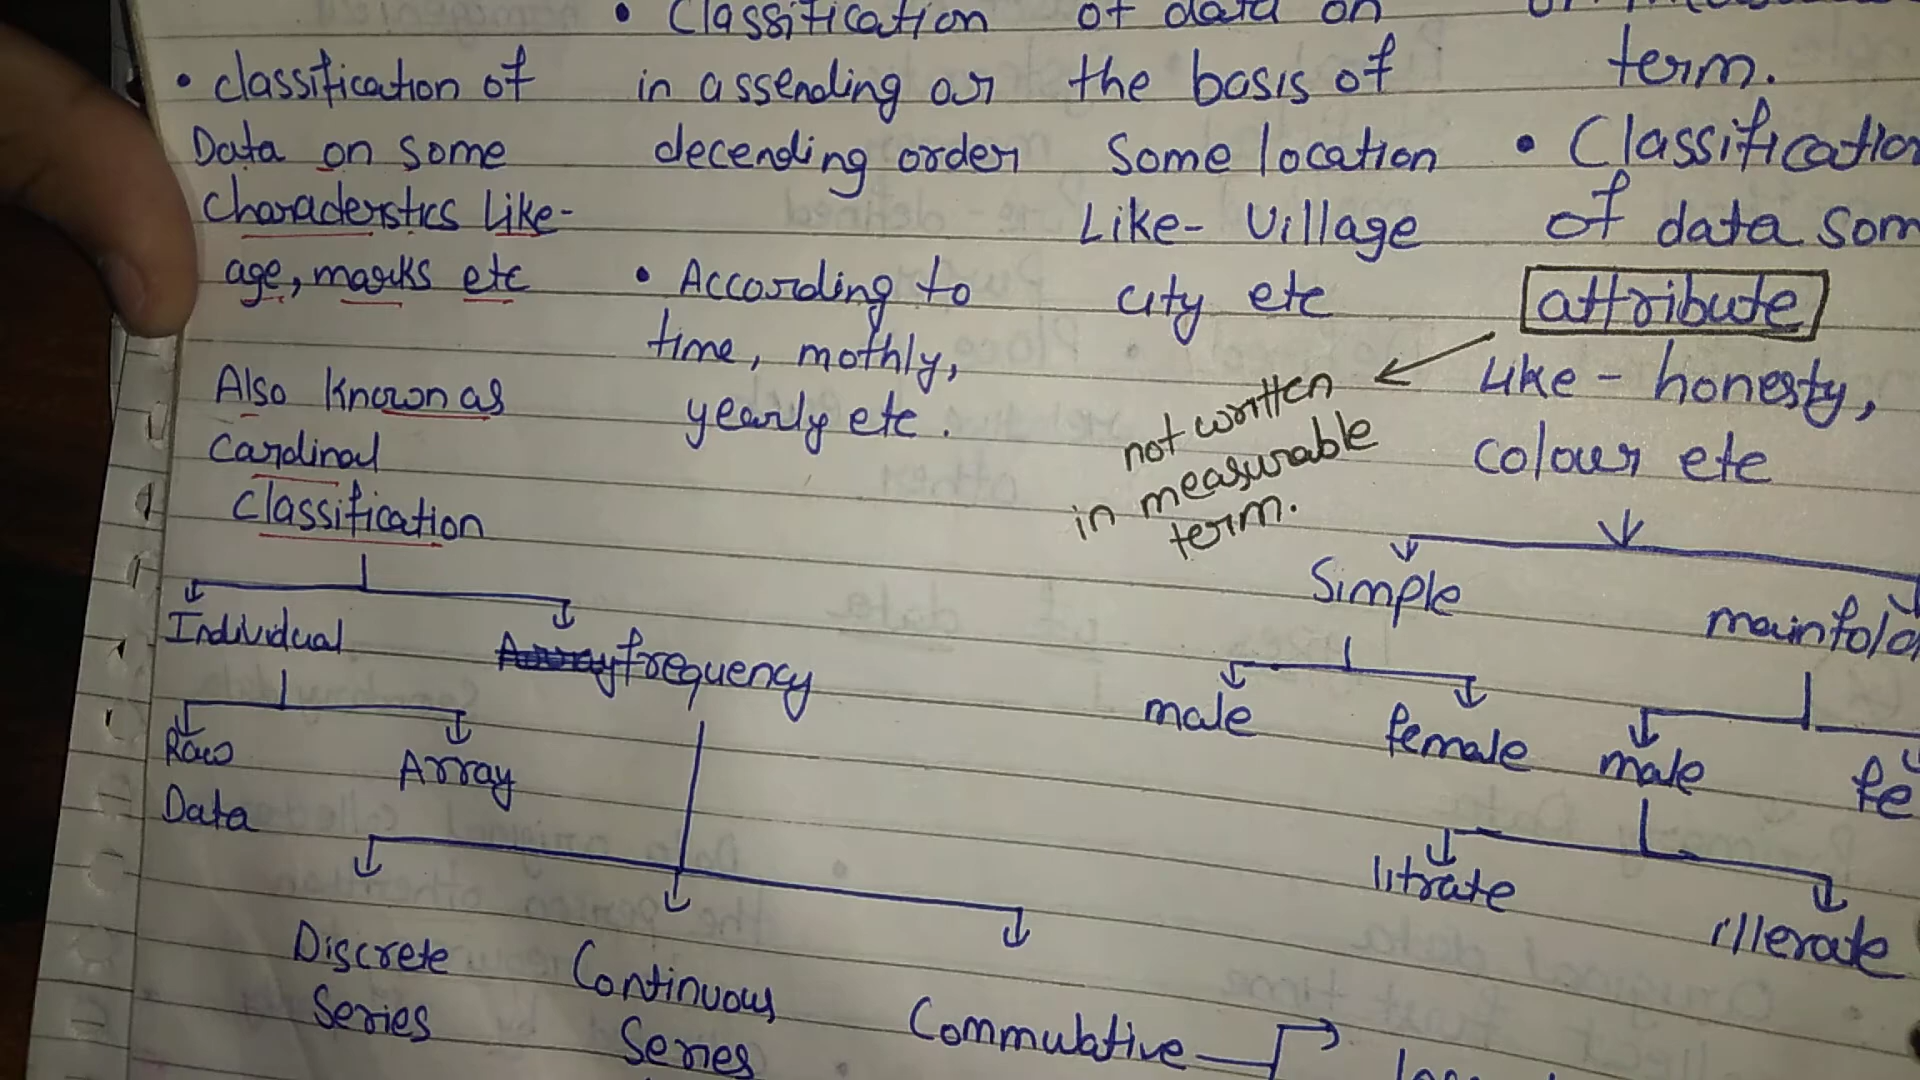 • Classification of
Data on some
Characterstics Like-
age, marks etc
Also Known as
Cardinal
Classification
Individual
frequency
Raw
Data
Array
Discrete
Series
Continuous
Series
Commulative
• Classification
in assending or
decending order
• According to
time, mothly,
yearly etc.
of data on
the basis of
Some location
Like- Village
city etc
not written
in measurable
term.
term.
• Classification
of data som
attribute
Like - honesty,
colour etc
Simple
mainfold
male
female
male
fe
litrate
illerate